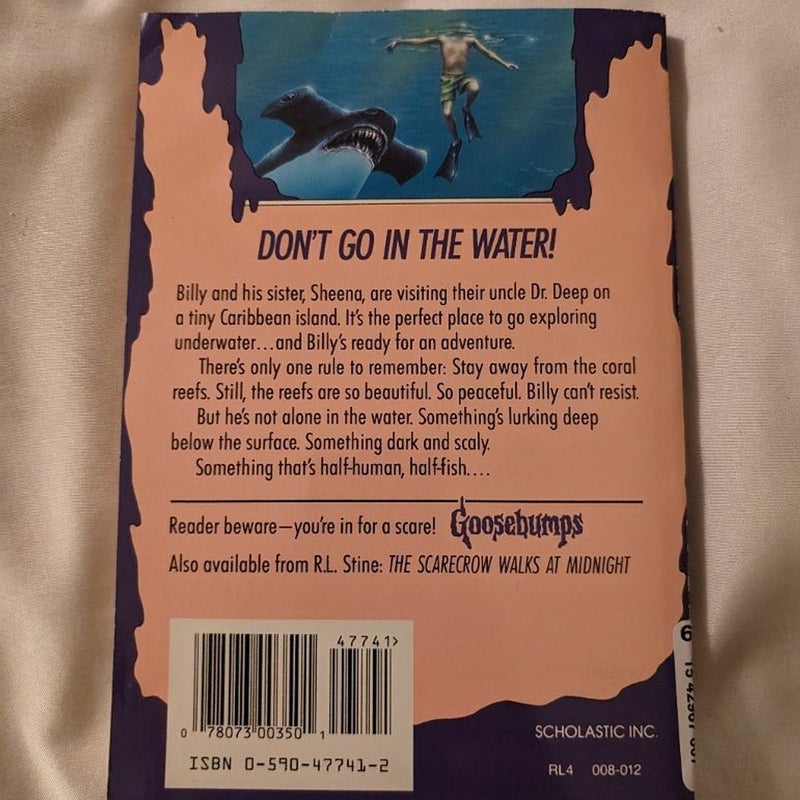 DON'T GO IN THE WATER!
Billy and his sister, Sheena, are visiting their uncle Dr. Deep on
a tiny Caribbean island. It's the perfect place to go exploring
underwater...and Billy's ready for an adventure.
There's only one rule to remember: Stay away from the coral
reefs. Still, the reefs are so beautiful. So peaceful. Billy can't resist.
But he's not alone in the water. Something's lurking deep
below the surface. Something dark and scaly.
Something that's half-human, half-fish....
Reader beware—you're in for a scare! Goosebumps
Also available from R.L. Stine: THE SCARECROW WALKS AT MIDNIGHT
47741>
0 78073 00350 1
ISBN 0-590-47741-2
SCHOLASTIC INC.
RL4 008-012